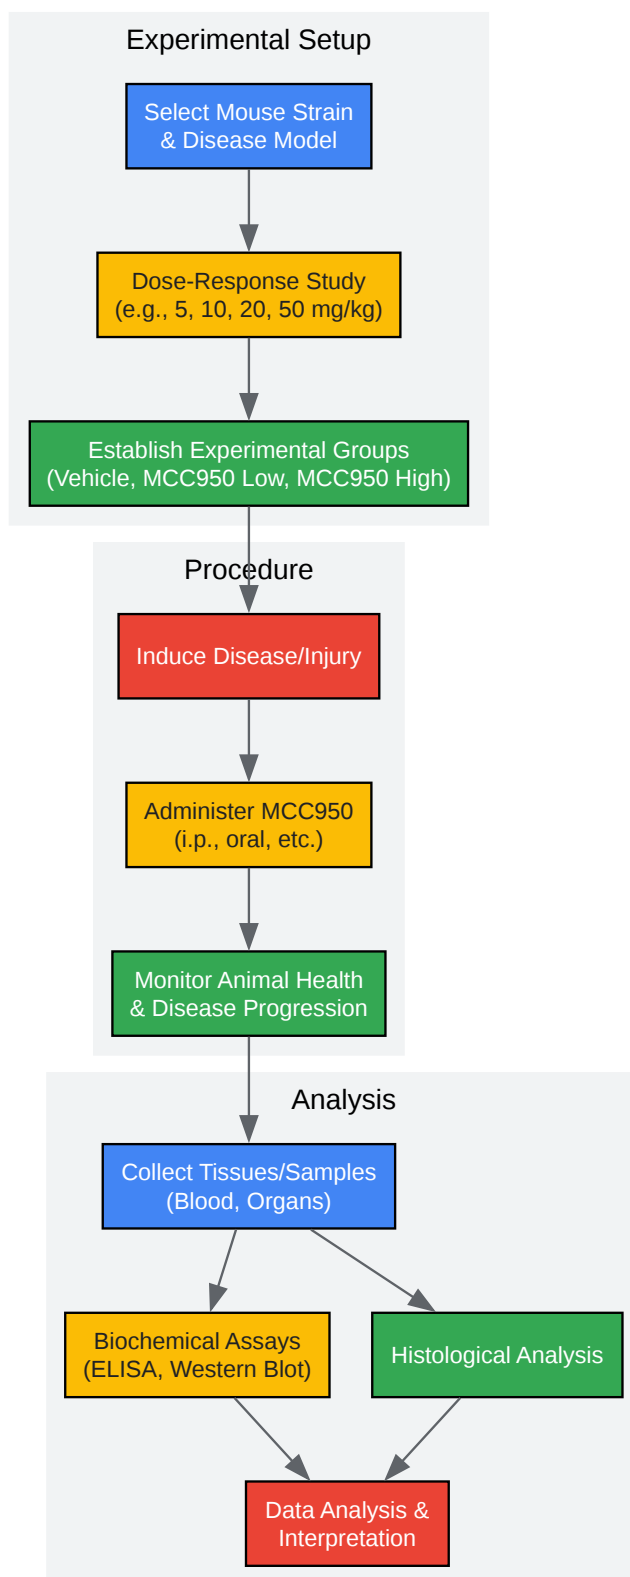 Experimental Setup
Select Mouse Strain
& Disease Model
Dose-Response Study
(e.g., 5, 10, 20, 50 mg/kg)
Establish Experimental Groups
(Vehicle, MCC950 Low, MCC950 High)
Procedure
Induce Disease/Injury
Administer MCC950
(i.p., oral, etc.)
Monitor Animal Health
& Disease Progression
Analysis
Collect Tissues/Samples
(Blood, Organs)
Biochemical Assays
(ELISA, Western Blot)
Histological Analysis
Data Analysis &
Interpretation